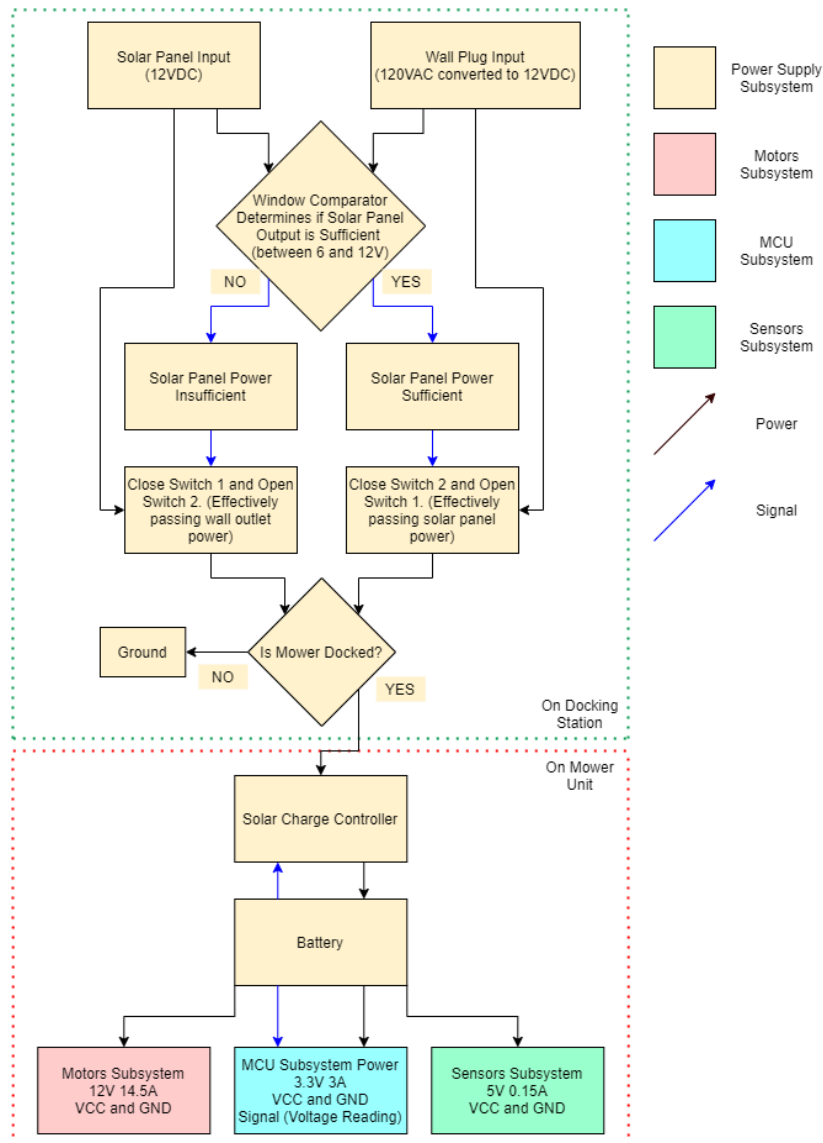 Solar Panel Input
(12VDC)
Wall Plug Input
(120VAC converted to 12VDC)
Power Supply
Subsystem
Motors
Subsystem
Window Comparator
Determines if Solar Panel
Output is Sufficient
(between 6 and 12V)
MCU
Subsystem
NO
YES
Sensors
Subsystem
Solar Panel Power
Insufficient
Solar Panel Power
Sufficient
Power
Close Switch 1 and Open
Switch 2. (Effectively
passing wall outlet
power)
Close Switch 2 and Open
Switch 1. (Effectively
passing solar panel
power)
Signal
Ground
Is Mower Docked?
NO
YES
On Docking
Station
On Mower
Unit
Solar Charge Controller
Battery
Motors Subsystem
12V 14.5A
VCC and GND
MCU Subsystem Power
3.3V 3A
VCC and GND
Signal (Voltage Reading)
Sensors Subsystem
5V 0.15A
VCC and GND